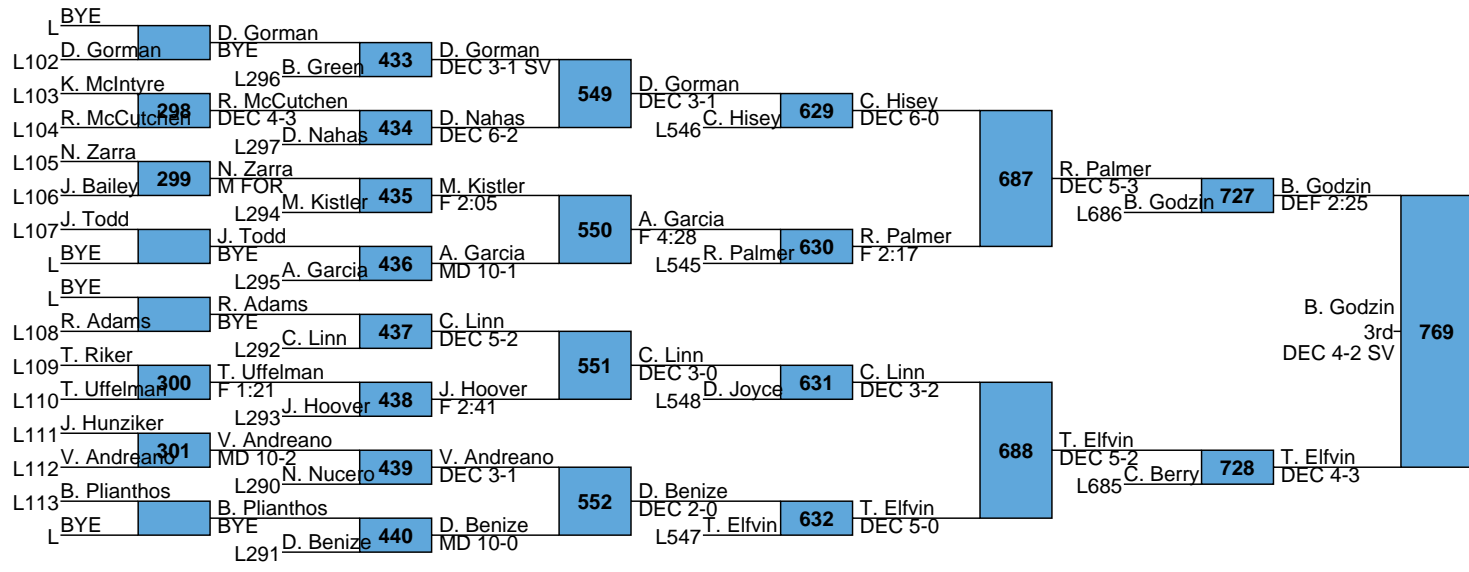 BYE
L
D. Gorman
L102
K. McIntyre
L103
298
R. McCutchen
L104
N. Zarra
L105
299
J. Bailey
L106
J. Todd
L107
BYE
L
BYE
L
R. Adams
L108
T. Riker
L109
300
T. Uffelman
L110
J. Hunziker
L111
301
V. Andreano
L112
B. Plianthos
L113
BYE
L
D. Gorman
BYE
433
B. Green
L296
R. McCutchen
DEC 4-3
434
D. Nahas
L297
N. Zarra
M FOR
435
M. Kistler
L294
J. Todd
BYE
436
A. Garcia
L295
R. Adams
BYE
437
C. Linn
L292
T. Uffelman
F 1:21
438
J. Hoover
L293
V. Andreano
MD 10-2
439
N. Nucero
L290
B. Plianthos
BYE
440
D. Benize
L291
D. Gorman
DEC 3-1 SV
549
D. Nahas
DEC 6-2
M. Kistler
F 2:05
550
A. Garcia
MD 10-1
C. Linn
DEC 5-2
551
J. Hoover
F 2:41
V. Andreano
DEC 3-1
552
D. Benize
MD 10-0
D. Gorman
DEC 3-1
629
C. Hisey
L546
A. Garcia
F 4:28
630
R. Palmer
L545
C. Linn
DEC 3-0
631
D. Joyce
L548
D. Benize
DEC 2-0
632
T. Elfvin
L547
C. Hisey
DEC 6-0
687
R. Palmer
F 2:17
C. Linn
DEC 3-2
688
T. Elfvin
DEC 5-0
R. Palmer
DEC 5-3
727
B. Godzin
L686
T. Elfvin
DEC 5-2
728
C. Berry
L685
B. Godzin
DEF 2:25
769
T. Elfvin
DEC 4-3
B. Godzin
3rd
DEC 4-2 SV